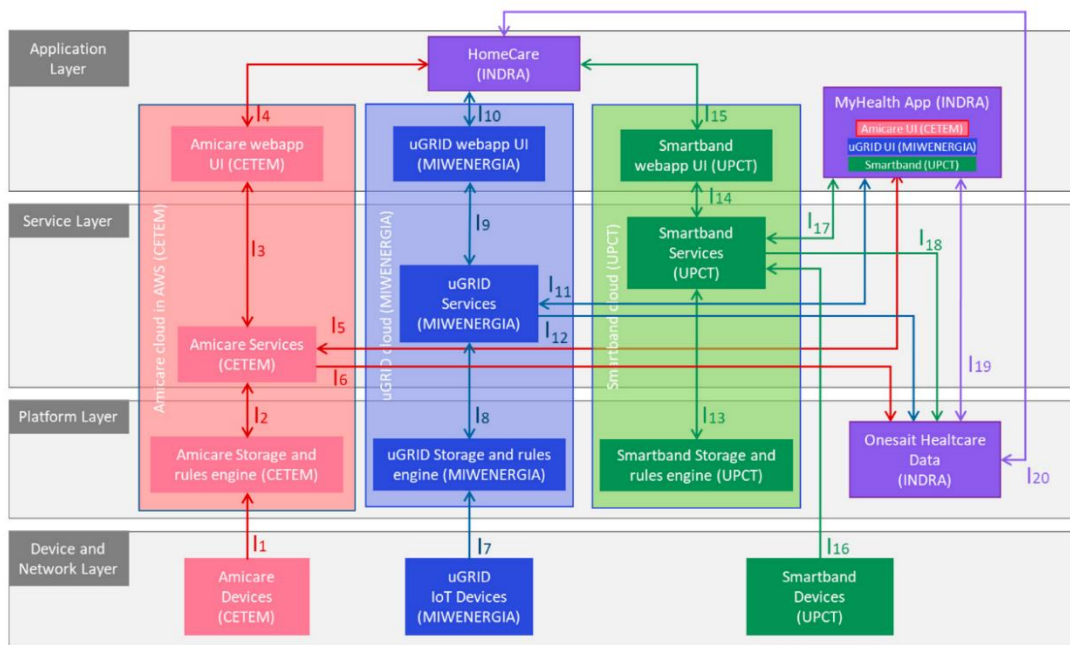 Application
Layer
HomeCare
(INDRA)
MyHealth App (INDRA)
Amicare UI (CETEM)
uGRID UI (MIWENERGIA)
Smartband (UPCT)
I4
I10
I15
Amicare webapp
UI (CETEM)
uGRID webapp UI
(MIWENERGIA)
Smartband
webapp UI (UPCT)
Service Layer
Amicare cloud in AWS (CETEM)
uGRID cloud (MIWENERGIA)
Smartband cloud (UPCT)
I3
I9
I14
I17
I18
Smartband
Services
(UPCT)
uGRID
Services
(MIWENERGIA)
I11
I12
Amicare Services
(CETEM)
I5
I6
I19
Platform Layer
I2
I8
I13
Amicare Storage and
rules engine (CETEM)
uGRID Storage and rules
engine (MIWENERGIA)
Smartband Storage and
rules engine (UPCT)
Onesait Healtcare
Data
(INDRA)
I20
Device and
Network Layer
I1
I7
I16
Amicare
Devices
(CETEM)
uGRID
IoT Devices
(MIWENERGIA)
Smartband
Devices
(UPCT)